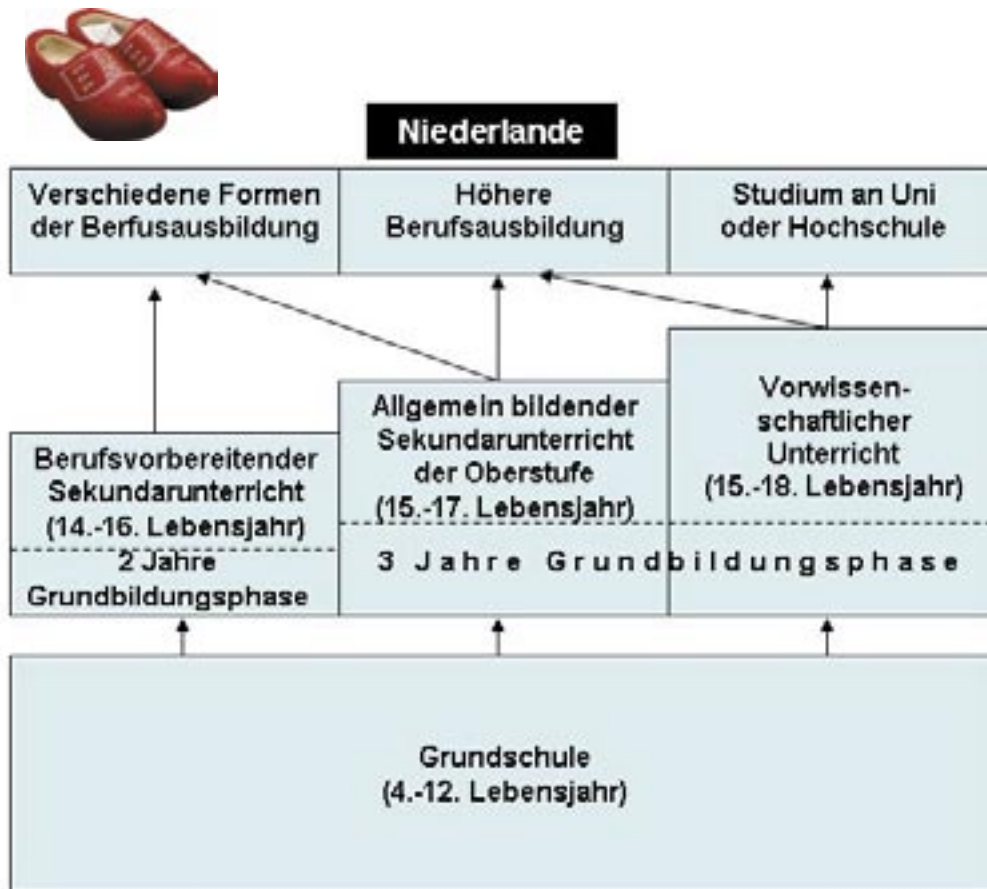 Niederlande
Verschiedene Formen
der Berfusausbildung
Höhere
Berufsausbildung
Studium an Uni
oder Hochschule
Berufsvorbereitender
Sekundarunterricht
(14.-16. Lebensjahr)
2 Jahre
Grundbildungsphase
Allgemein bildender
Sekundarunterricht
der Oberstufe
(15.-17. Lebensjahr)
Vorwissen-
schaftlicher
Unterricht
(15.-18. Lebensjahr)
3 Jahre Grundbildungsphase
Grundschule
(4.-12. Lebensjahr)